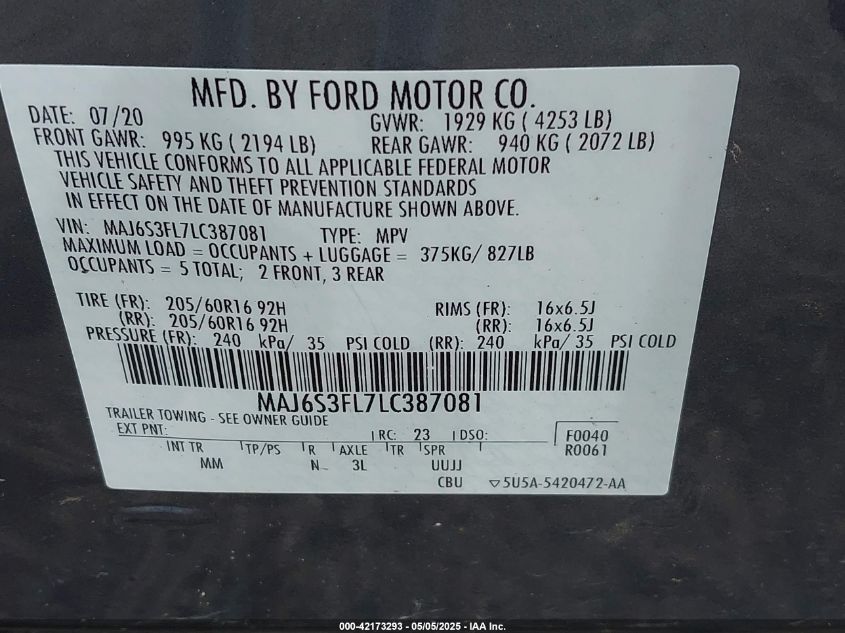 MFD. BY FORD MOTOR CO.
DATE: 07/20 GVWR: 1929 KG ( 4253 LB)
FRONT GAWR: 995 KG ( 2194 LB) REAR GAWR: 940 KG ( 2072 LB)
THIS VEHICLE CONFORMS TO ALL APPLICABLE FEDERAL MOTOR
VEHICLE SAFETY AND THEFT PREVENTION STANDARDS
IN EFFECT ON THE DATE OF MANUFACTURE SHOWN ABOVE.
VIN: MAJ6S3FL7LC387081 TYPE: MPV
MAXIMUM LOAD = OCCUPANTS + LUGGAGE = 375KG/ 827LB
OCCUPANTS = 5 TOTAL; 2 FRONT, 3 REAR
TIRE (FR): 205/60R16 92H RIMS (FR): 16x6.5J
(RR): 205/60R16 92H (RR): 16x6.5J
PRESSURE (FR): 240 kPa/ 35 PSI COLD (RR): 240 kPa/ 35 PSI COLD
MAJ6S3FL7LC387081
TRAILER TOWING - SEE OWNER GUIDE
EXT PNT: RC: 23 DSO: F0040
R0061
INT TR TP/PS R AXLE TR SPR
MM N 3L UUJJ
CBU 5U5A-5420472-AA
000-42173293 - 05/05/2025 - IAA Inc.